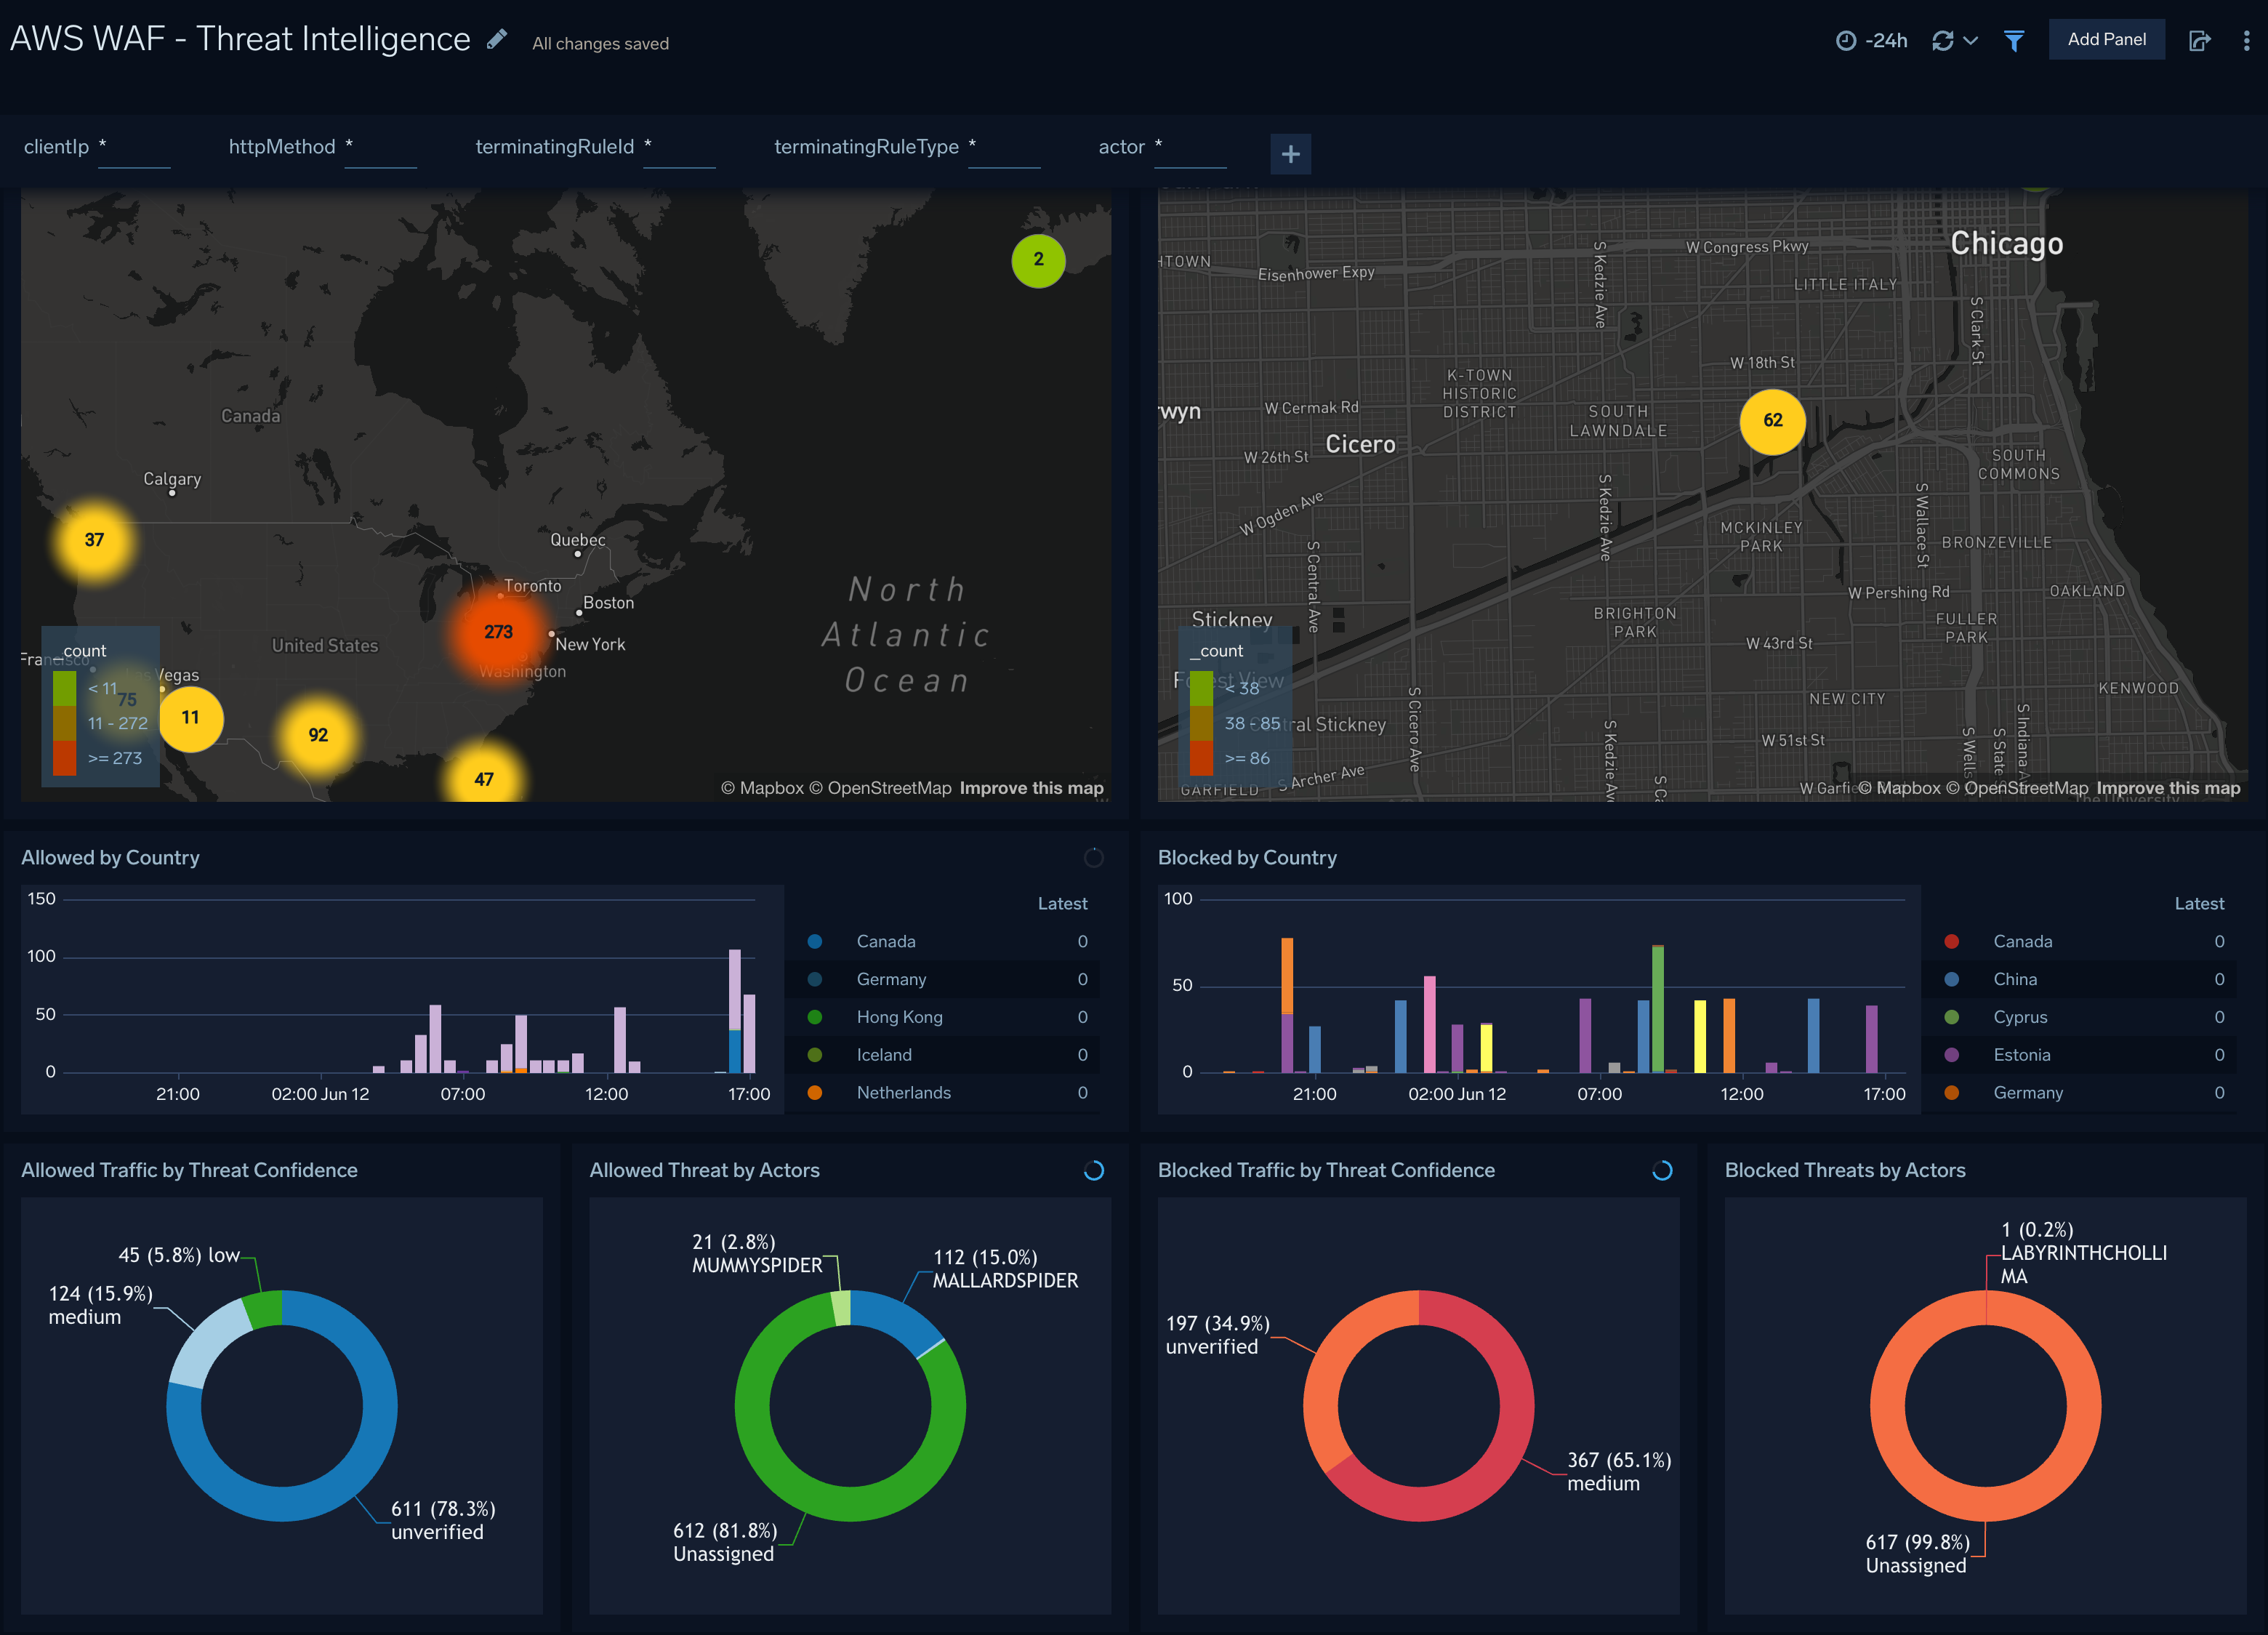 AWS WAF - Threat Intelligence
All changes saved
-24h
Add Panel
clientIp *
httpMethod *
terminatingRuleId *
terminatingRuleType *
actor *
+
2
Canada
Calgary
37
Quebec
Toronto
Boston
273
New York
Washington
United States
North
Atlantic
Ocean
Francisco
Vegas
_count
< 11
11 - 272
>= 273
75
11
92
47
© Mapbox © OpenStreetMap Improve this map
Chicago
W Congress Pkwy
Eisenhower Expy
LITTLE ITALY
S Kedzie Ave
S Clark St
W 18th St
K-TOWN
HISTORIC
DISTRICT
W Cermak Rd
SOUTH
LAWNDALE
62
Cicero
W 26th St
SOUTH
COMMONS
W Ogden Ave
S Kedzie Ave
S Wallace St
MCKINLEY
PARK
BRONZEVILLE
S Central Ave
W Pershing Rd
OAKLAND
Stickney
BRIGHTON
PARK
FULLER
PARK
W 43rd St
Forest View
KENWOOD
NEW CITY
S Cicero Ave
Central Stickney
W 51st St
S Kedzie Av
S Wells
S State
S Indiana A
S Archer Ave
GARFIELD
_count
< 38
38 - 85
>= 86
© Mapbox © OpenStreetMap Improve this map
Allowed by Country
150
100
50
0
21:00
02:00 Jun 12
07:00
12:00
17:00
Latest
Canada 0
Germany 0
Hong Kong 0
Iceland 0
Netherlands 0
Blocked by Country
100
50
0
21:00
02:00 Jun 12
07:00
12:00
17:00
Latest
Canada 0
China 0
Cyprus 0
Estonia 0
Germany 0
Allowed Traffic by Threat Confidence
45 (5.8%) low
124 (15.9%)
medium
611 (78.3%)
unverified
Allowed Threat by Actors
21 (2.8%)
MUMMYSPIDER
112 (15.0%)
MALLARDSPIDER
612 (81.8%)
Unassigned
Blocked Traffic by Threat Confidence
197 (34.9%)
unverified
367 (65.1%)
medium
Blocked Threats by Actors
1 (0.2%)
LABYRINTHCHOLLI
MA
617 (99.8%)
Unassigned